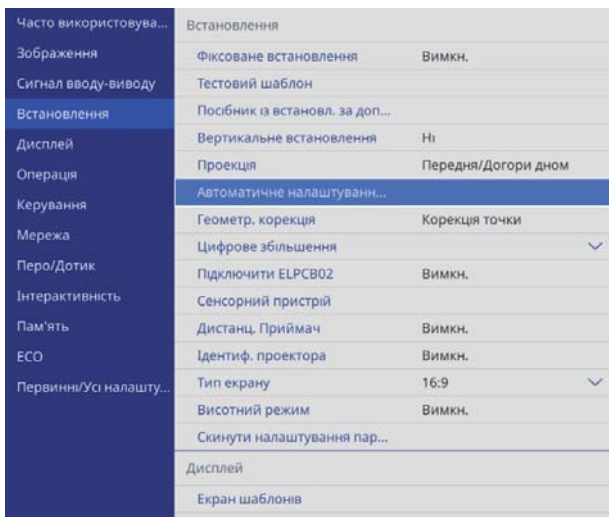 Часто використовува...
Зображення
Сигнал вводу-виводу
Встановлення
Дисплей
Операція
Керування
Мережа
Перо/Дотик
Інтерактивність
Пам'ять
ECO
Первинні/Усі налашту...
Встановлення
Фіксоване встановлення Вимкн.
Тестовий шаблон
Посібник із встановл. за доп...
Вертикальне встановлення Ні
Проекція Передня/Догори дном
Автоматичне налаштуванн...
Геометр. корекція Корекція точки
Цифрове збільшення
Підключити ELPCB02 Вимкн.
Сенсорний пристрій
Дистанц. Приймач Вимкн.
Ідентиф. проектора Вимкн.
Тип екрану 16:9
Висотний режим Вимкн.
Скинути налаштування пар...
Дисплей
Екран шаблонів